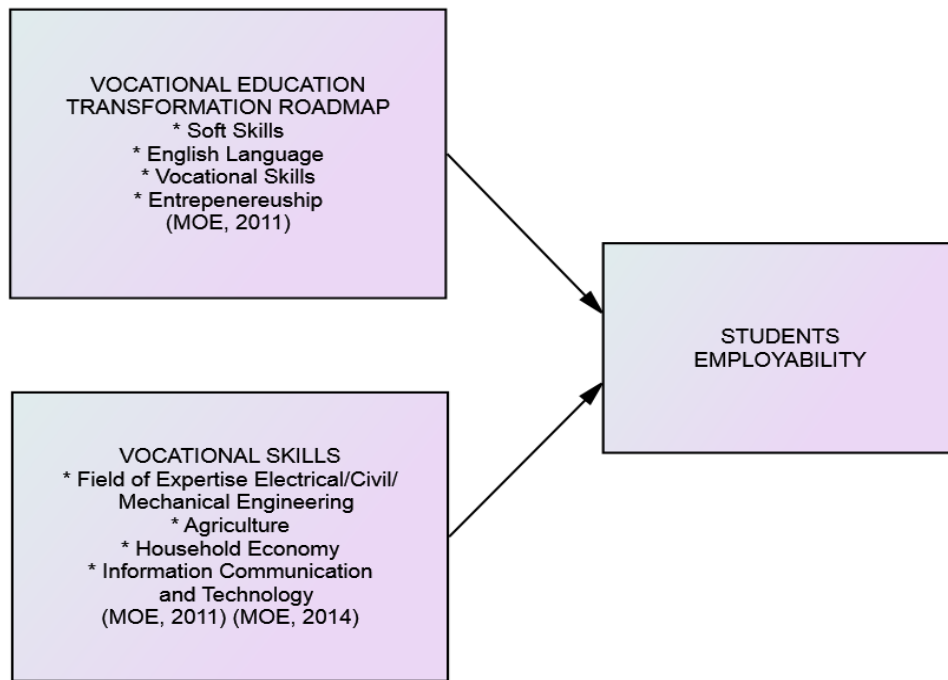 VOCATIONAL EDUCATION
TRANSFORMATION ROADMAP
* Soft Skills
* English Language
* Vocational Skills
* Entrepenereuship
(MOE, 2011)
VOCATIONAL SKILLS
* Field of Expertise Electrical/Civil/
Mechanical Engineering
* Agriculture
* Household Economy
* Information Communication
and Technology
(MOE, 2011) (MOE, 2014)
STUDENTS
EMPLOYABILITY